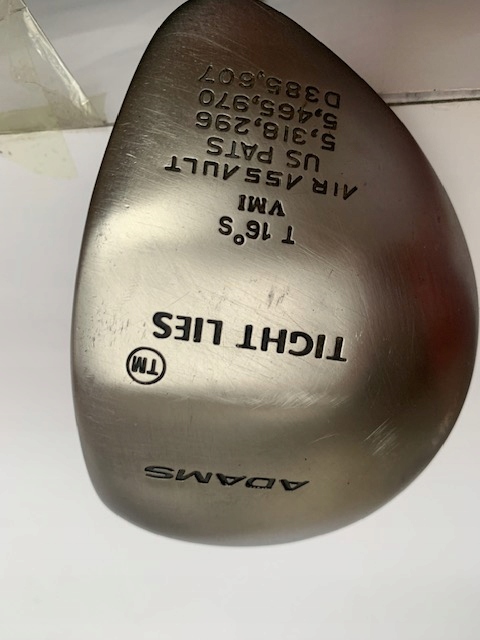 ADAMS
TM
TIGHT LIES
T 16°S
VMI
AIR ASSAULT
US PATS
5,318,296
5,465,970
D385,607